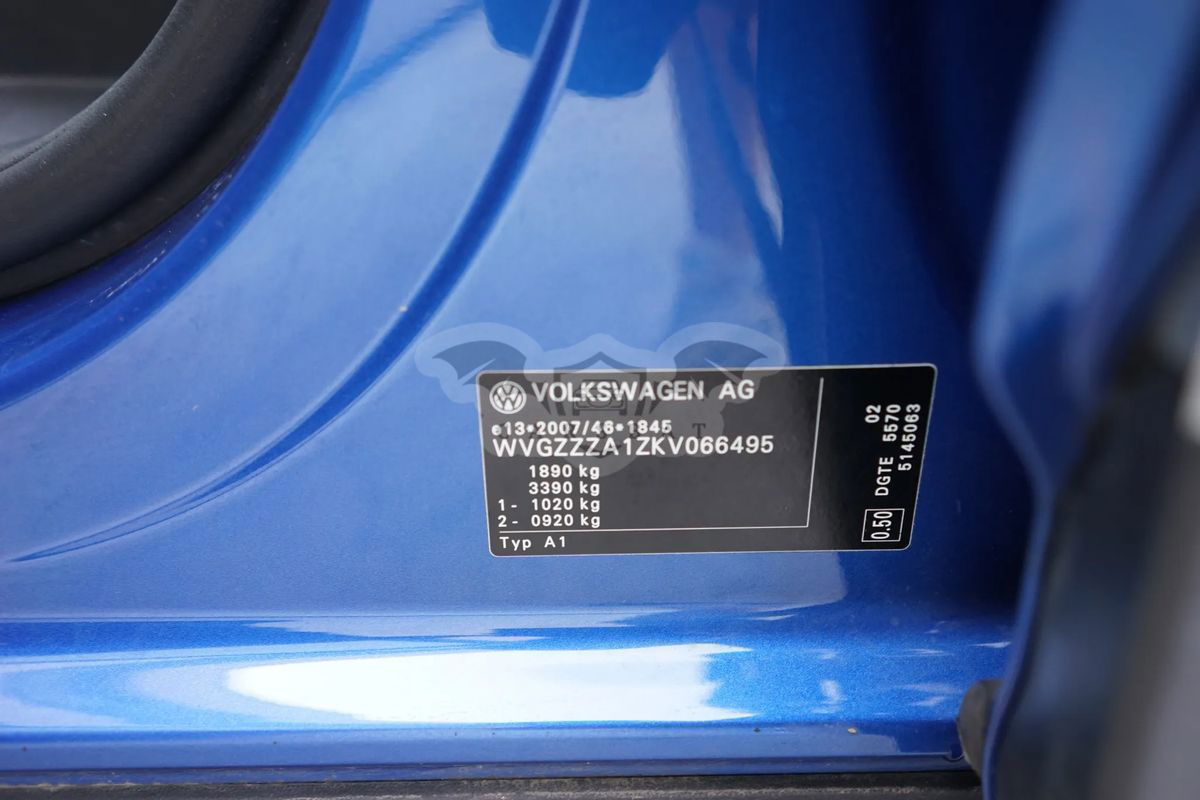 VOLKSWAGEN AG
e13*2007/46*1845
WVGZZZA1ZKV066495
1890 kg
3390 kg
1- 1020 kg
2- 0920 kg
Typ A1
02
DGTE 5570
5145063
0.50